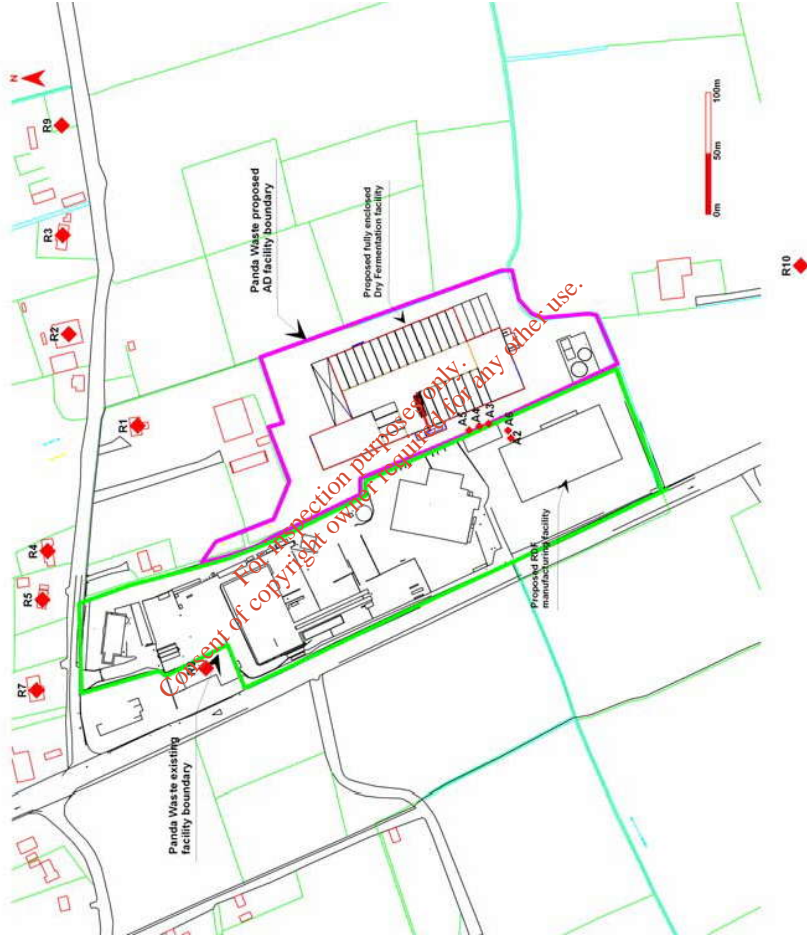 N
R9
R3
R2
R1
R4
R5
R7
Panda Waste proposed
AD facility boundary
Proposed fully enclosed
Dry Fermentation facility
0m
50m
100m
R10
A5
A4
A3
A6
A2
Proposed RDF
manufacturing facility
Panda Waste existing
facility boundary
For inspection purposes only.
Consent of copyright owner required for any other use.